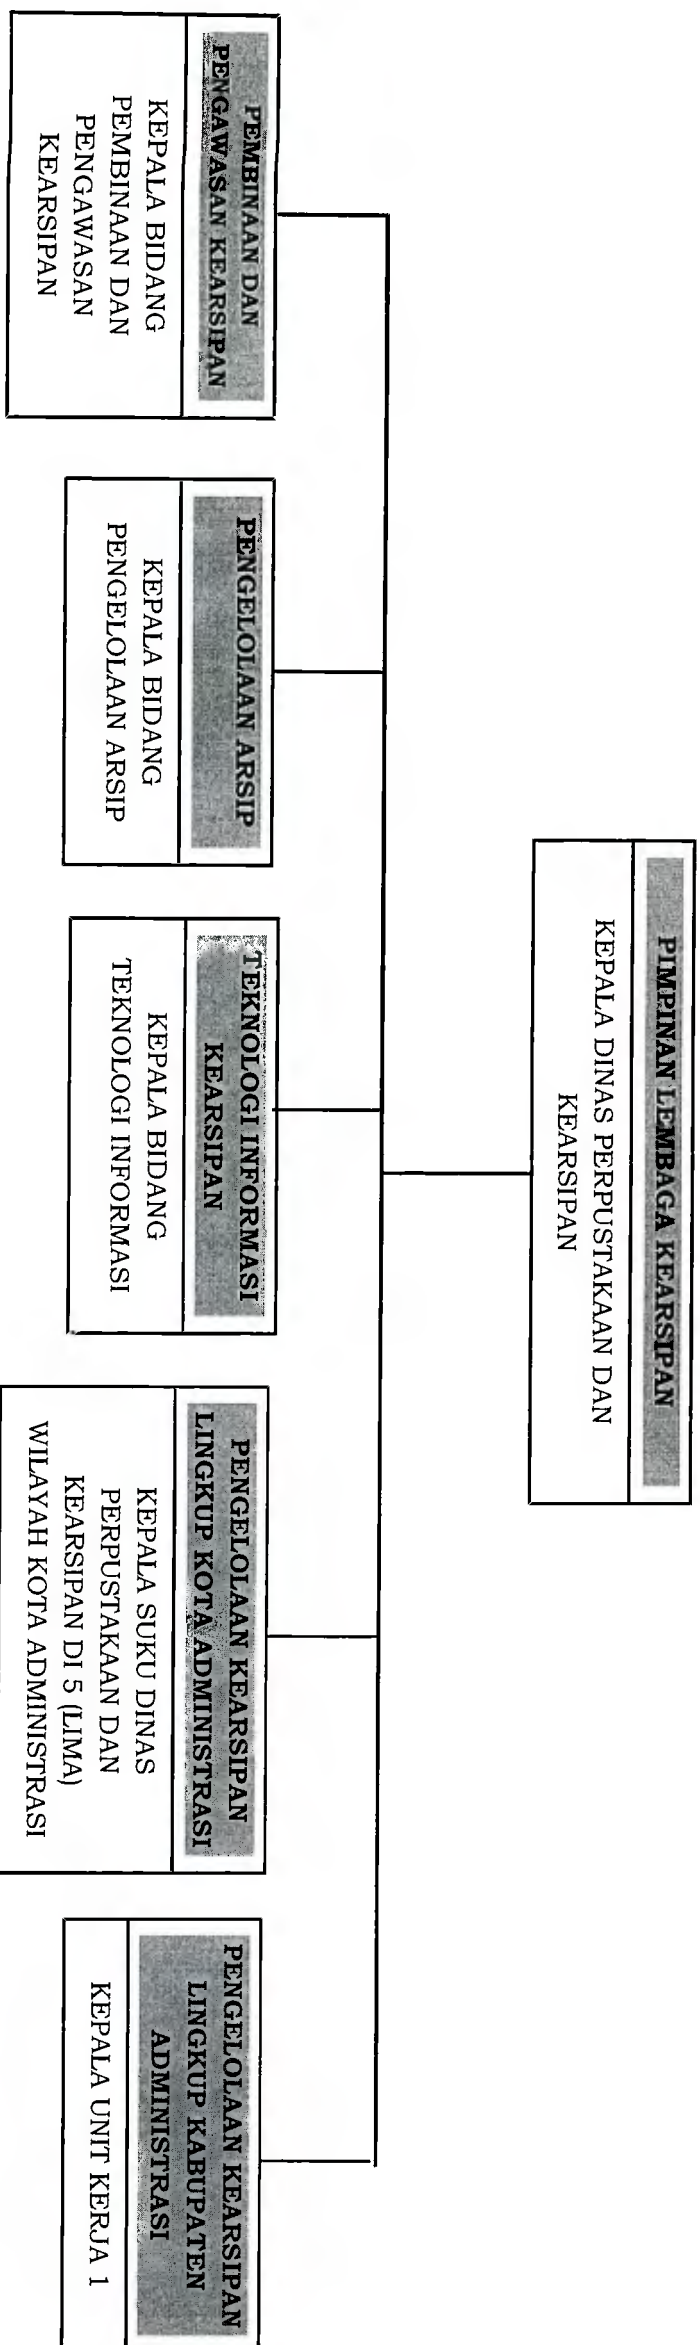 PIMPINAN LEMBAGA KEARSIPAN
KEPALA DINAS PERPUSTAKAAN DAN
KEARSIPAN
PEMBINAAN DAN
PENGAWASAN KEARSIPAN
KEPALA BIDANG
PEMBINAAN DAN
PENGAWASAN
KEARSIPAN
PENGELOLAAN ARSIP
KEPALA BIDANG
PENGELOLAAN ARSIP
TEKNOLOGI INFORMASI
KEARSIPAN
KEPALA BIDANG
TEKNOLOGI INFORMASI
PENGELOLAAN KEARSIPAN
LINGKUP KOTA ADMINISTRASI
KEPALA SUKU DINAS
PERPUSTAKAAN DAN
KEARSIPAN DI 5 (LIMA)
WILAYAH KOTA ADMINISTRASI
PENGELOLAAN KEARSIPAN
LINGKUP KABUPATEN
ADMINISTRASI
KEPALA UNIT KERJA 1